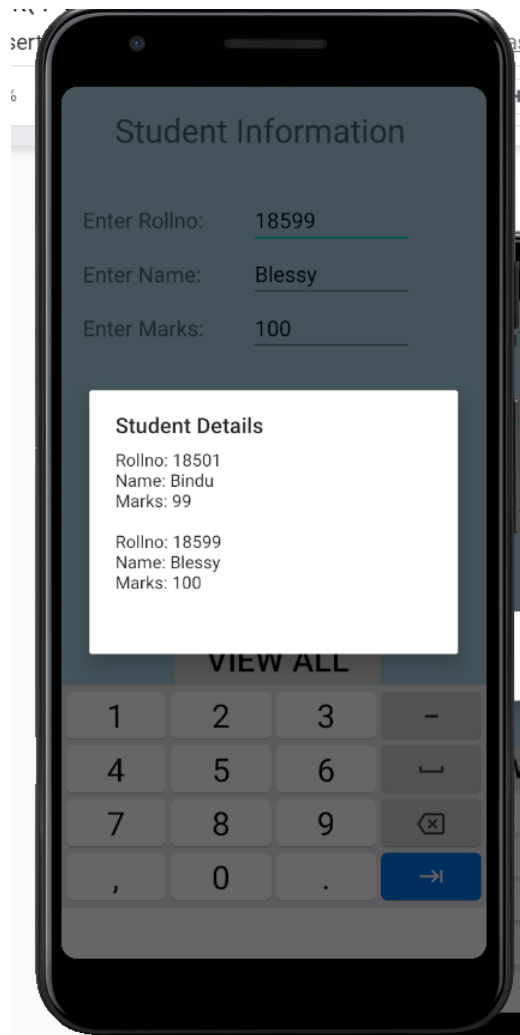 Student Information
Enter Rollno: 18599
Enter Name: Blessy
Enter Marks: 100
Student Details
Rollno: 18501
Name: Bindu
Marks: 99
Rollno: 18599
Name: Blessy
Marks: 100
VIEW ALL
1 2 3 –
4 5 6
7 8 9
, 0 .